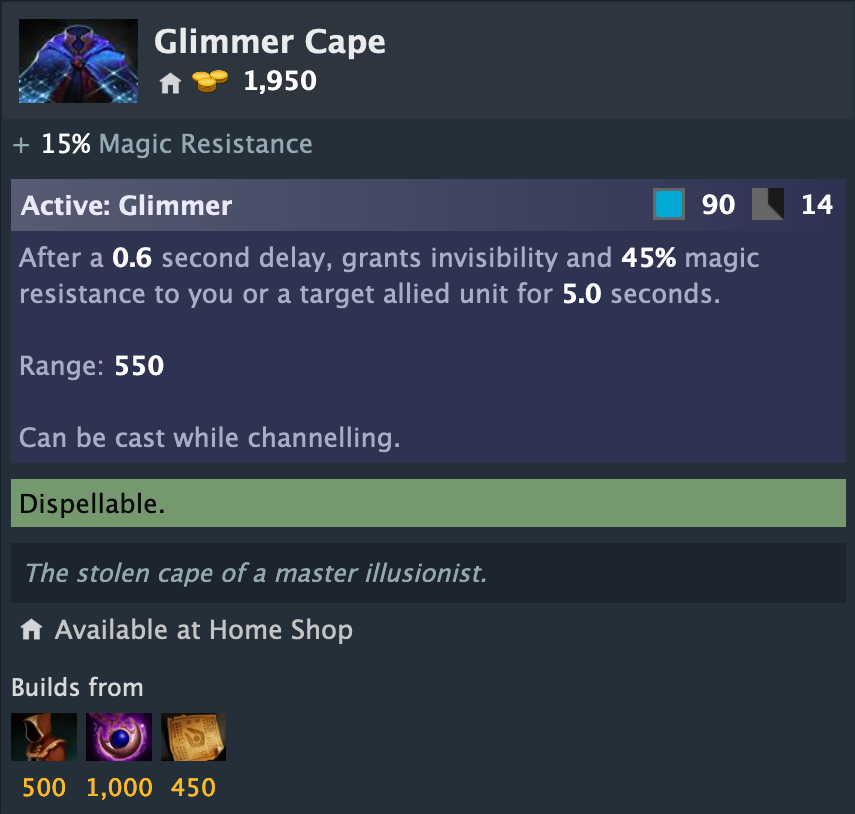 Glimmer Cape
1,950
+ 15% Magic Resistance
Active: Glimmer 90 14
After a 0.6 second delay, grants invisibility and 45% magic
resistance to you or a target allied unit for 5.0 seconds.
Range: 550
Can be cast while channelling.
Dispellable.
The stolen cape of a master illusionist.
Available at Home Shop
Builds from
500 1,000 450